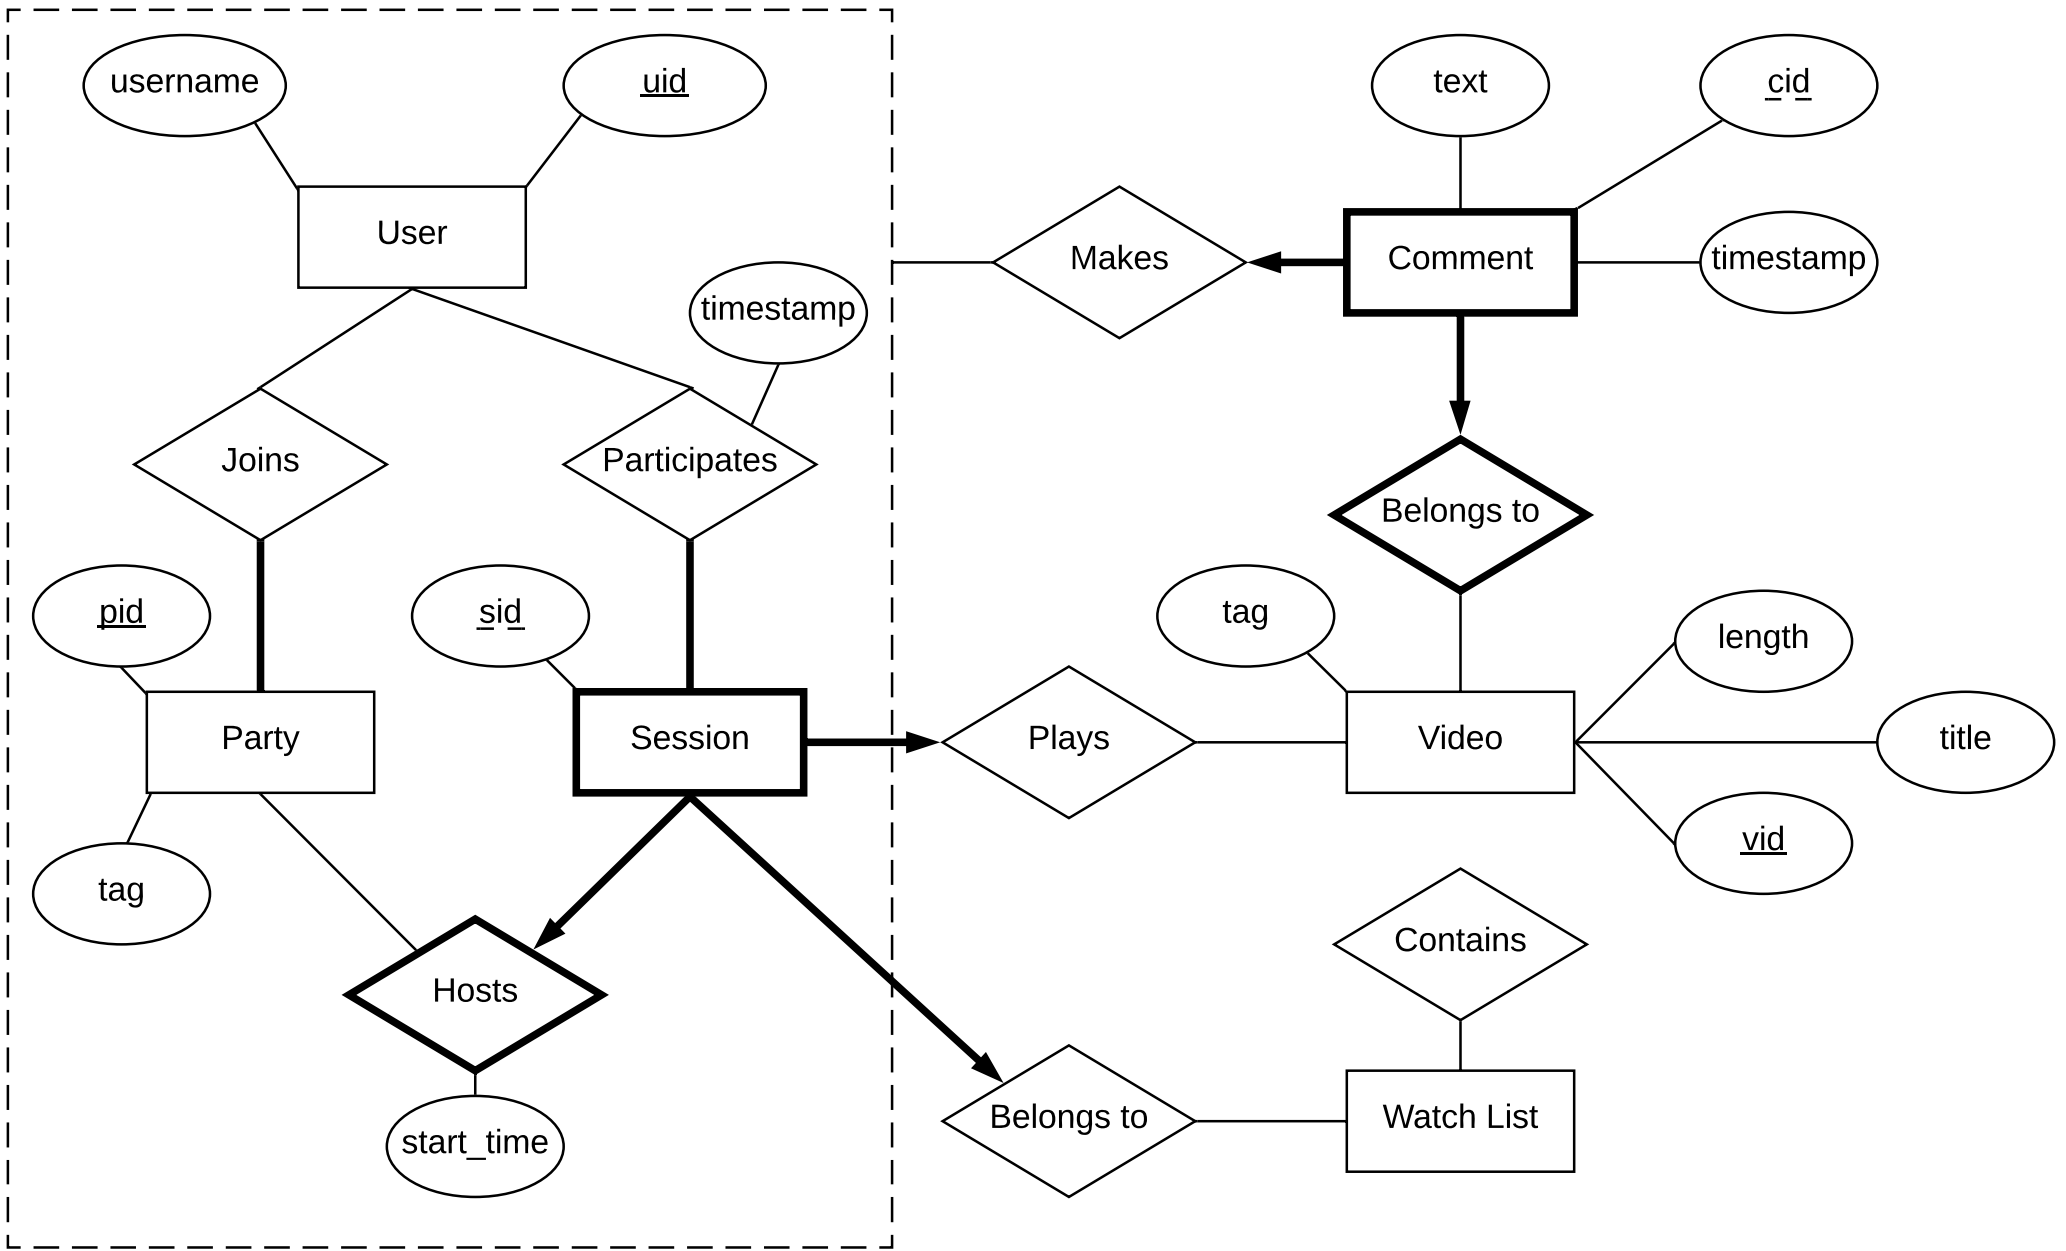 username
uid
text
cid
User
Makes
Comment
timestamp
timestamp
Joins
Participates
Belongs to
pid
sid
tag
length
Party
Session
Plays
Video
title
vid
tag
Contains
Hosts
Belongs to
Watch List
start_time